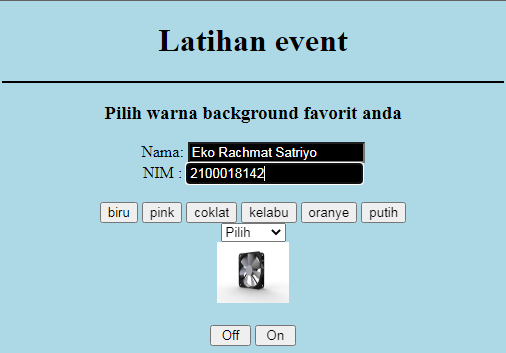 Latihan event
Pilih warna background favorit anda
Nama: Eko Rachmat Satriyo
NIM : 2100018142
biru pink coklat kelabu oranye putih
Pilih
Off On